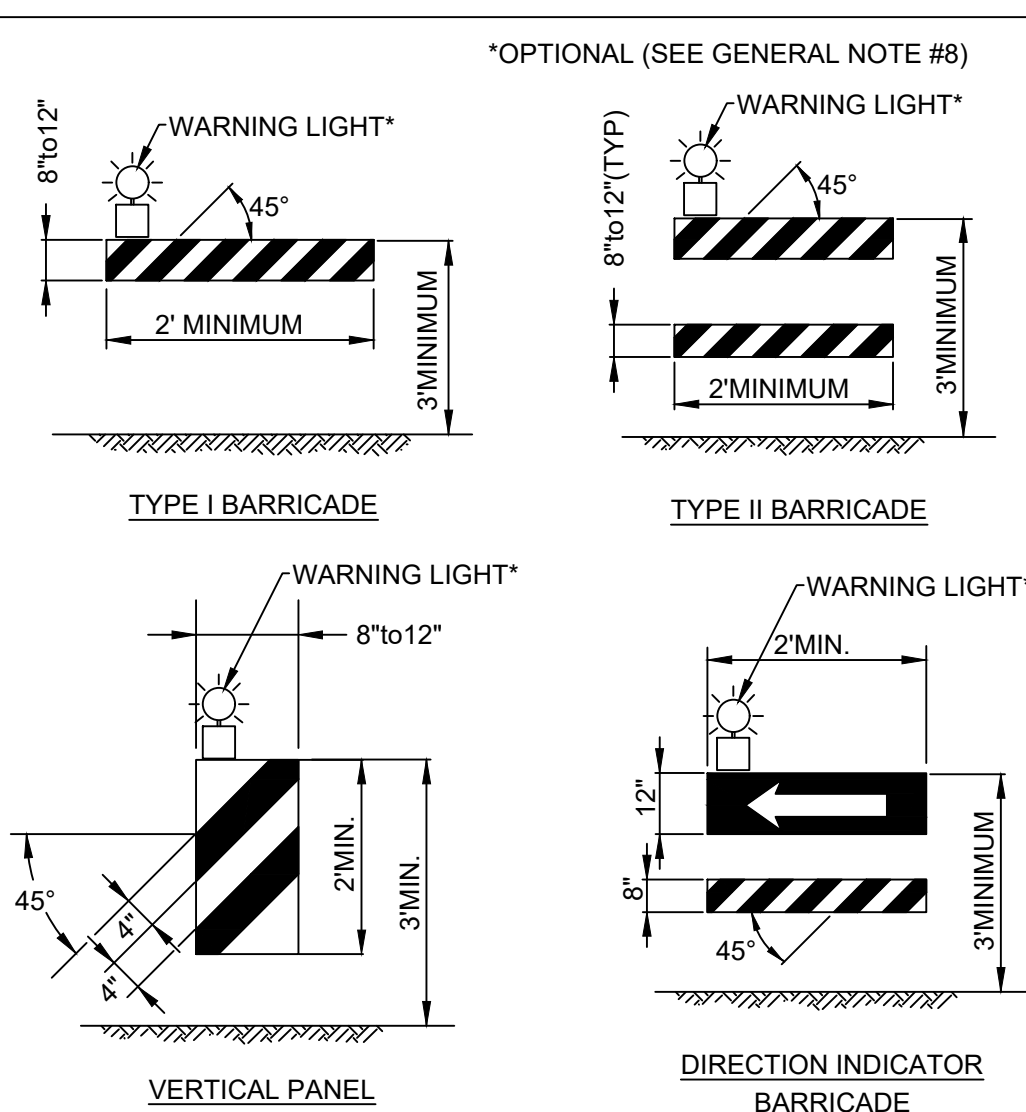 *OPTIONAL (SEE GENERAL NOTE #8)
WARNING LIGHT*
8"to12"
45°
2' MINIMUM
3'MINIMUM
TYPE I BARRICADE
WARNING LIGHT*
8"to12"(TYP)
45°
2'MINIMUM
3'MINIMUM
TYPE II BARRICADE
WARNING LIGHT*
8"to12"
2'MIN.
3'MIN.
45°
4"
4"
VERTICAL PANEL
WARNING LIGHT*
2'MIN.
12"
8"
3'MINIMUM
45°
DIRECTION INDICATOR
BARRICADE